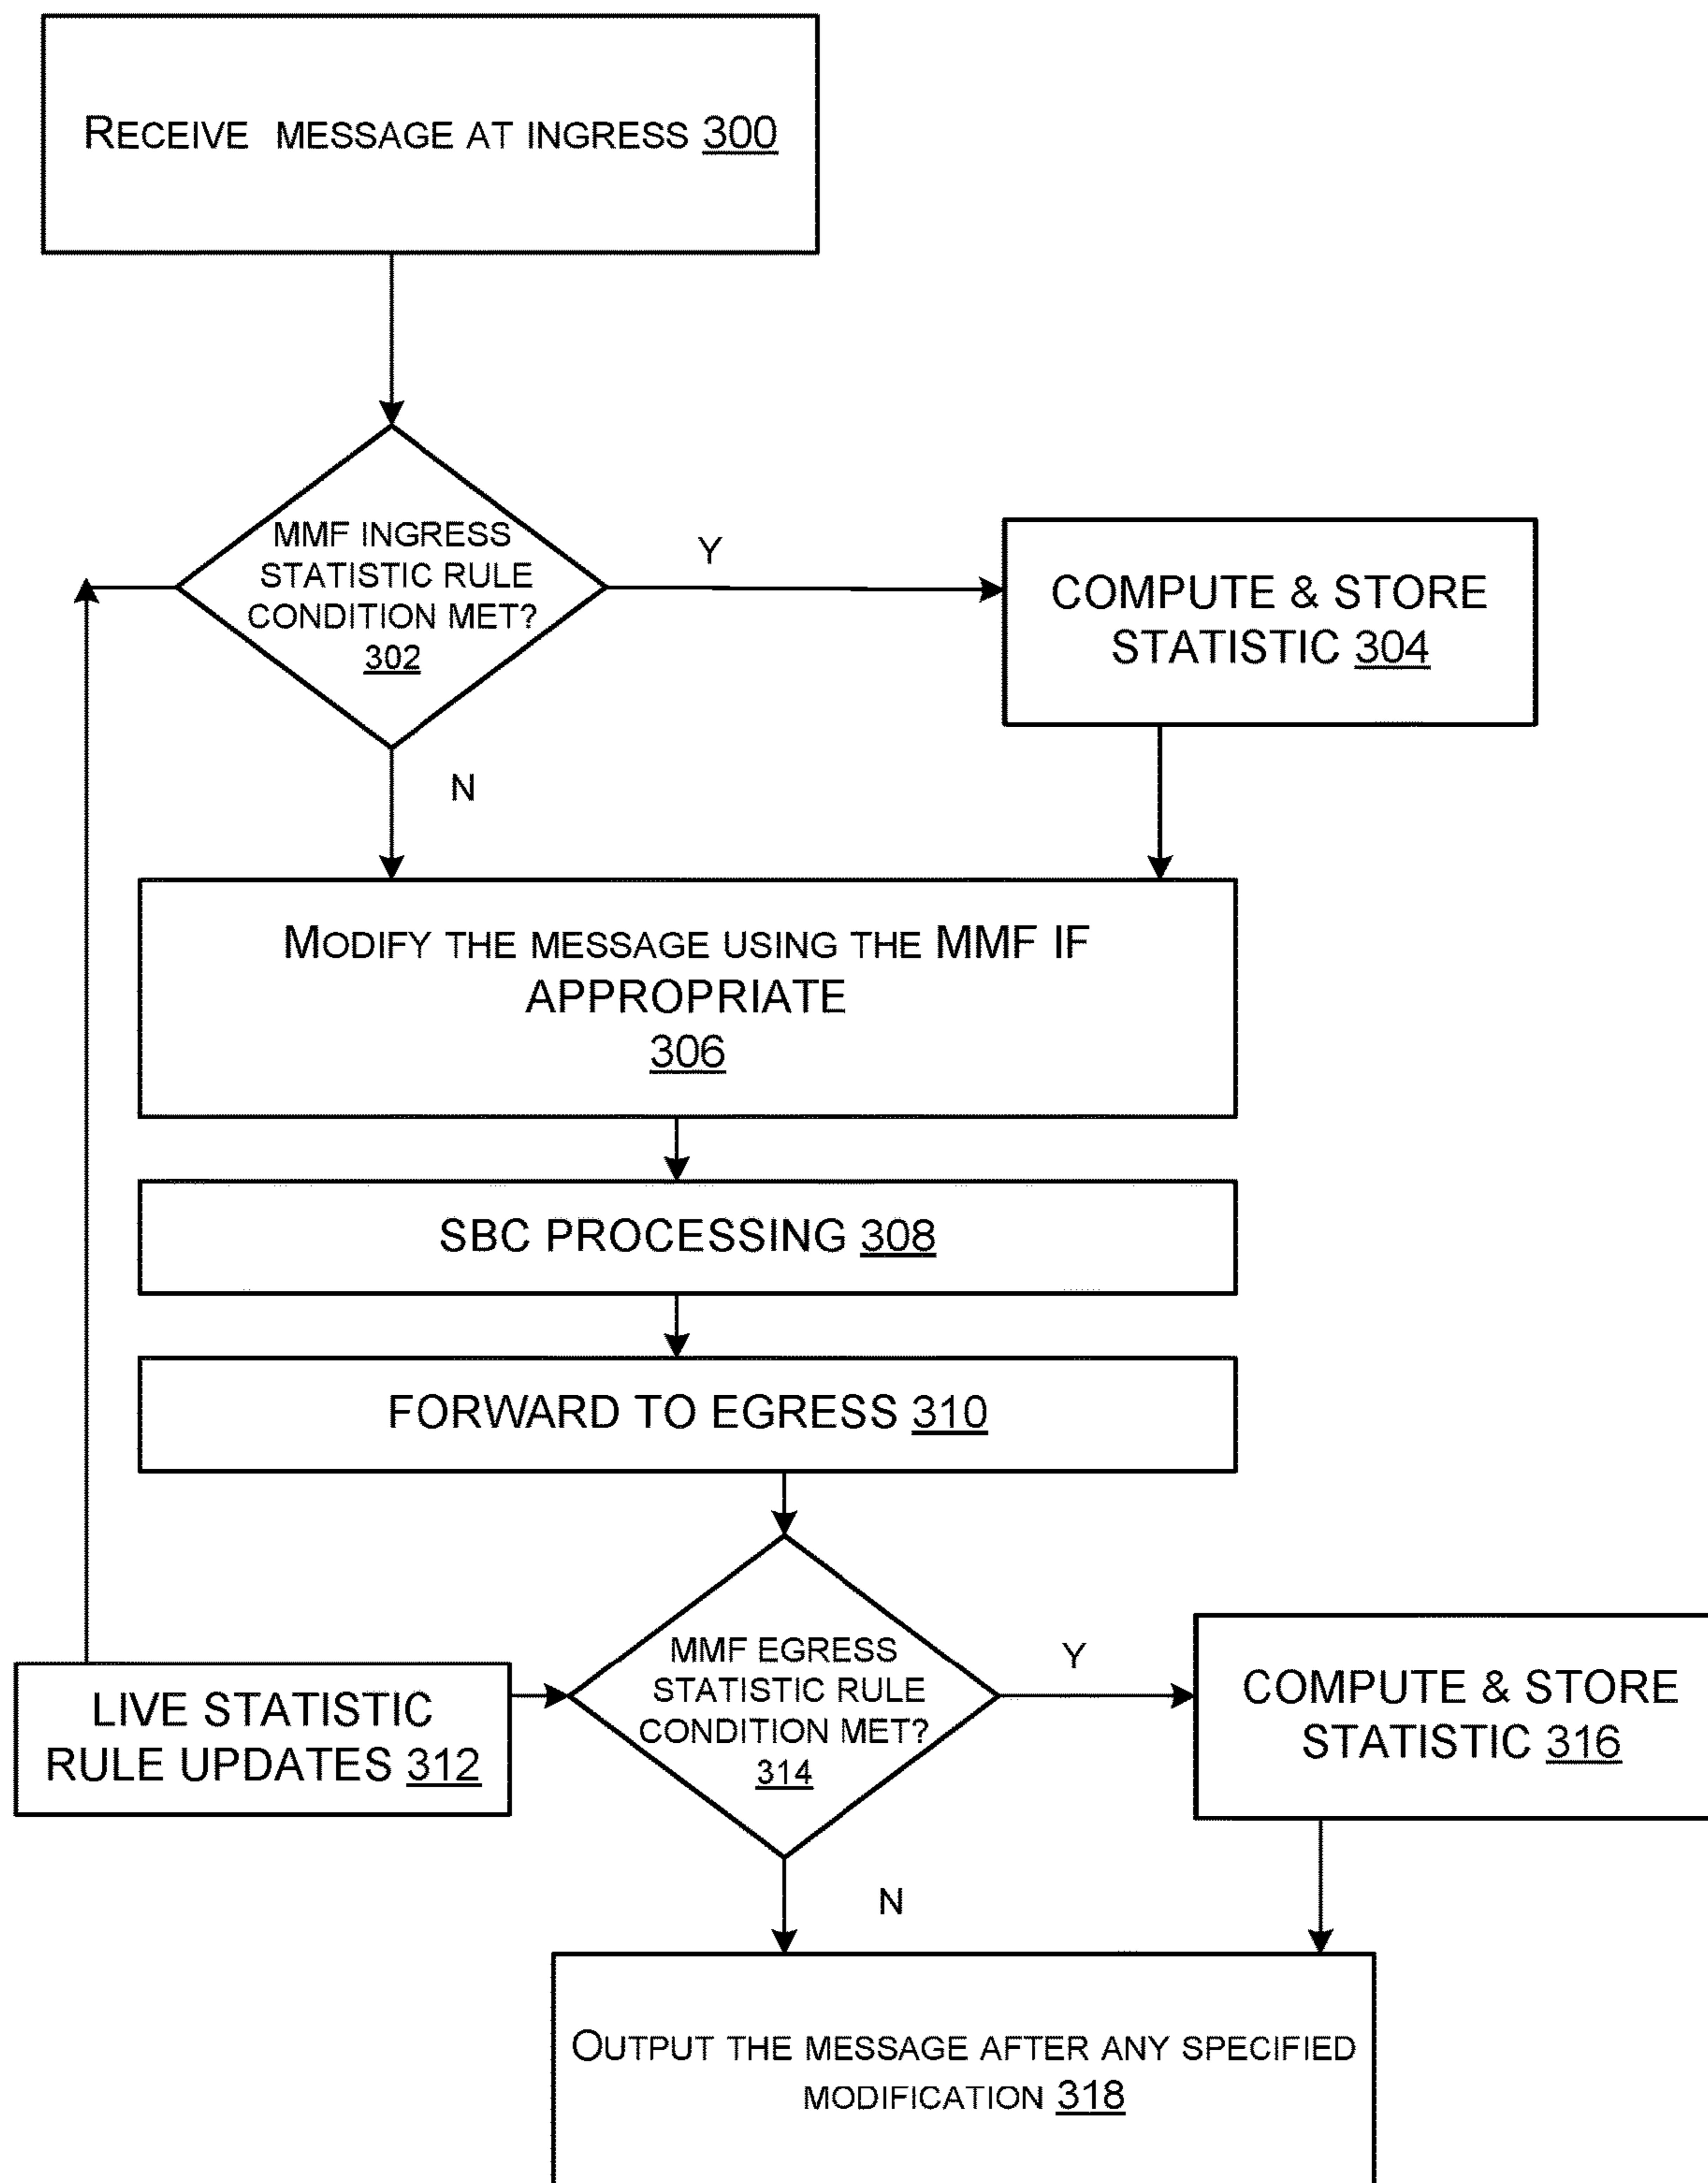 RECEIVE MESSAGE AT INGRESS 300
MMF INGRESS
STATISTIC RULE
CONDITION MET?
302
Y
COMPUTE & STORE
STATISTIC 304
N
MODIFY THE MESSAGE USING THE MMF IF
APPROPRIATE
306
SBC PROCESSING 308
FORWARD TO EGRESS 310
LIVE STATISTIC
RULE UPDATES 312
MMF EGRESS
STATISTIC RULE
CONDITION MET?
314
Y
COMPUTE & STORE
STATISTIC 316
N
OUTPUT THE MESSAGE AFTER ANY SPECIFIED
MODIFICATION 318